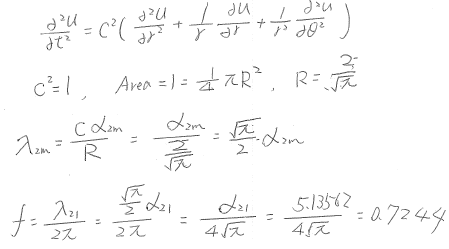 ∂²u/∂t² = C²( ∂²u/∂r² + 1/r ∂u/∂r + 1/r² ∂²u/∂θ² )
C²=1, Area=1=1/4 πR², R=2/√π
λ₂ₘ = Cα₂ₘ/R = α₂ₘ/(2/√π) = √π/2 · α₂ₘ
f = λ₂₁/2π = (√π/2 α₂₁)/2π = α₂₁/4√π = 5.13562/4√π = 0.7244